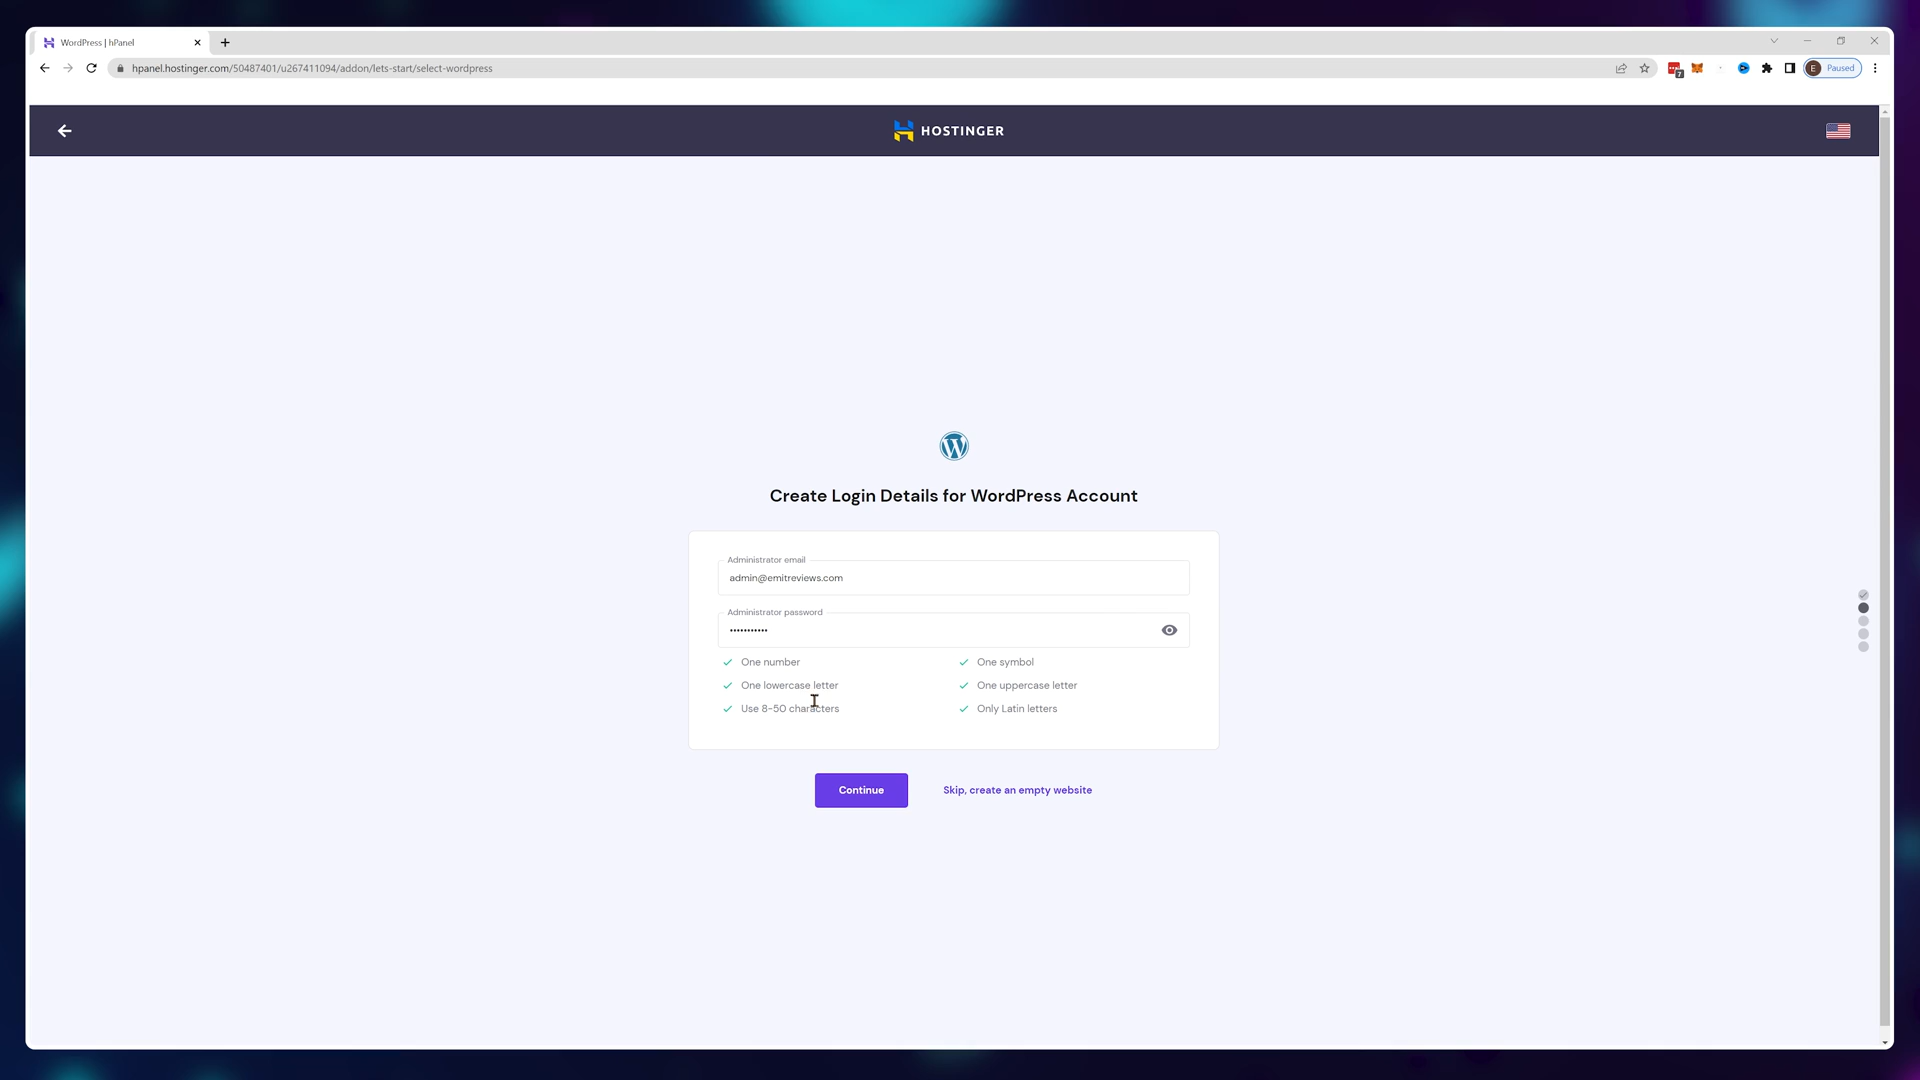 WordPress | hPanel
hpanel.hostinger.com/50487401/u267411094/addon/lets-start/select-wordpress
7
E
Paused
HOSTINGER
Create Login Details for WordPress Account
Administrator email
admin@emitreviews.com
Administrator password
•••••••••••
One number
One symbol
One lowercase letter
One uppercase letter
Use 8-50 characters
Only Latin letters
Continue
Skip, create an empty website